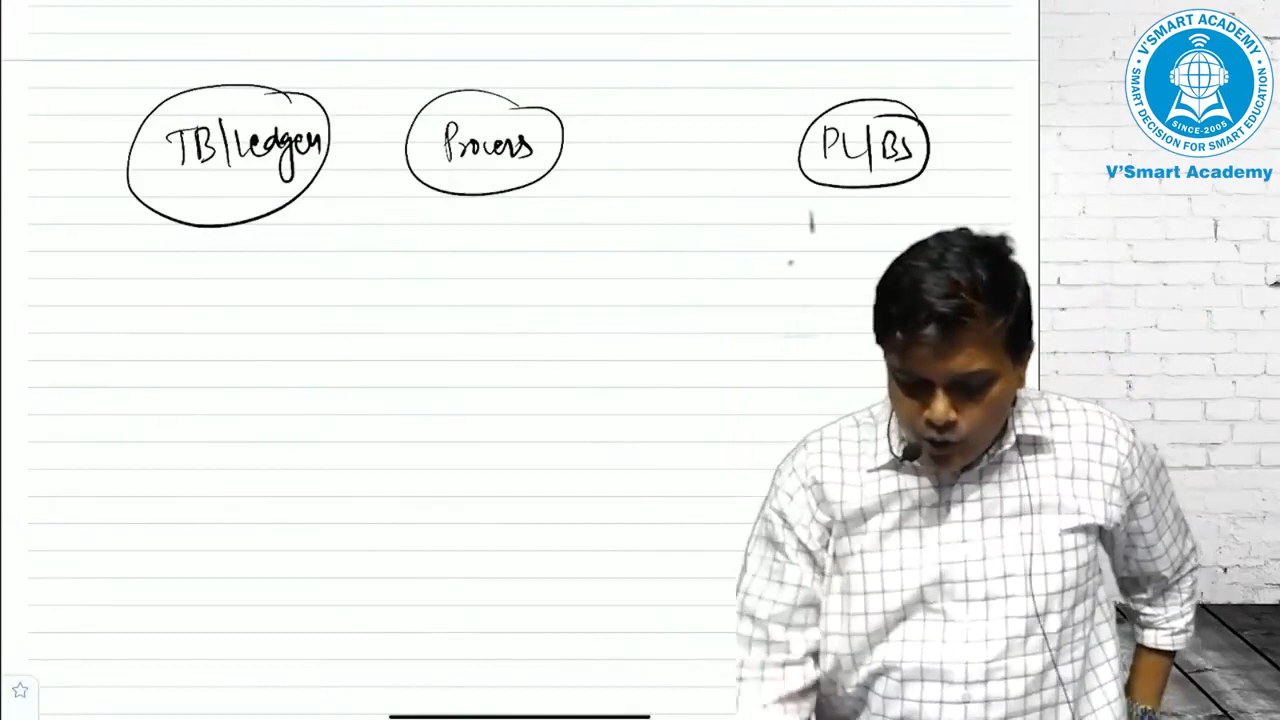 TB/Ledger
Process
PL/BS
V'SMART ACADEMY
SMART DECISION FOR SMART EDUCATION
SINCE-2005
V'Smart Academy